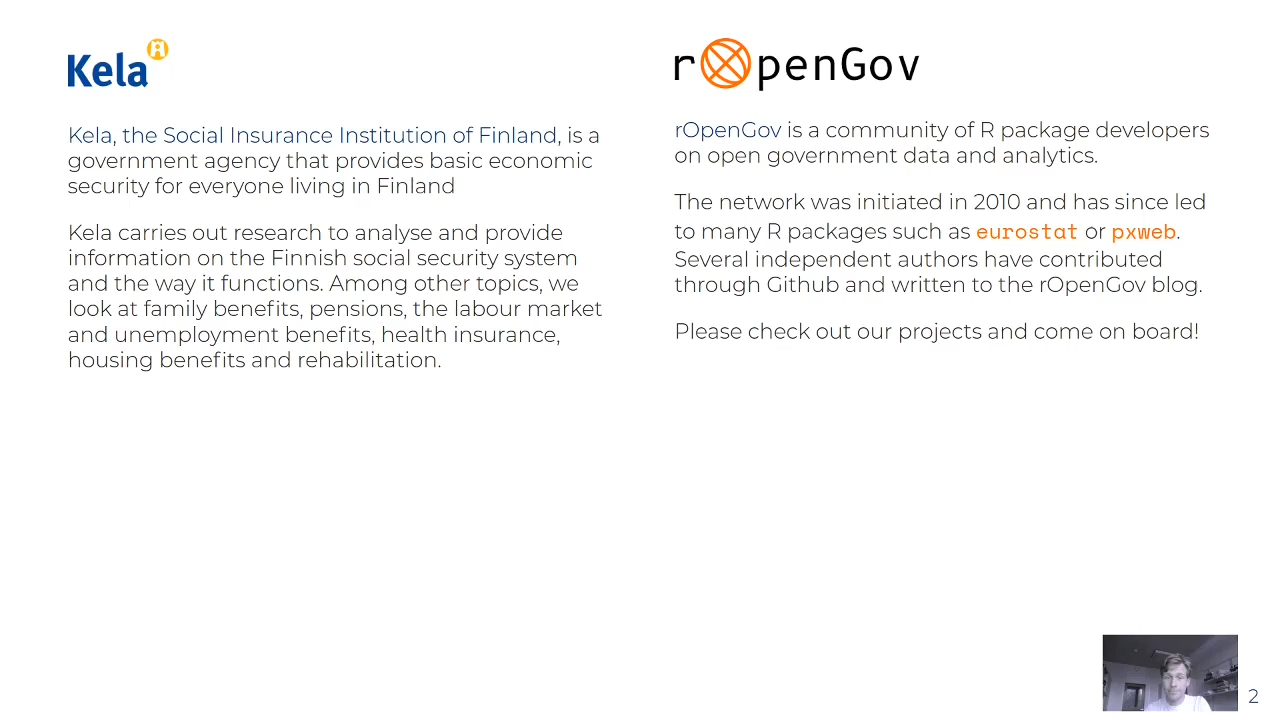 Kela
Kela, the Social Insurance Institution of Finland, is a
government agency that provides basic economic
security for everyone living in Finland
Kela carries out research to analyse and provide
information on the Finnish social security system
and the way it functions. Among other topics, we
look at family benefits, pensions, the labour market
and unemployment benefits, health insurance,
housing benefits and rehabilitation.
rOpenGov
rOpenGov is a community of R package developers
on open government data and analytics.
The network was initiated in 2010 and has since led
to many R packages such as eurostat or pxweb.
Several independent authors have contributed
through Github and written to the rOpenGov blog.
Please check out our projects and come on board!
2